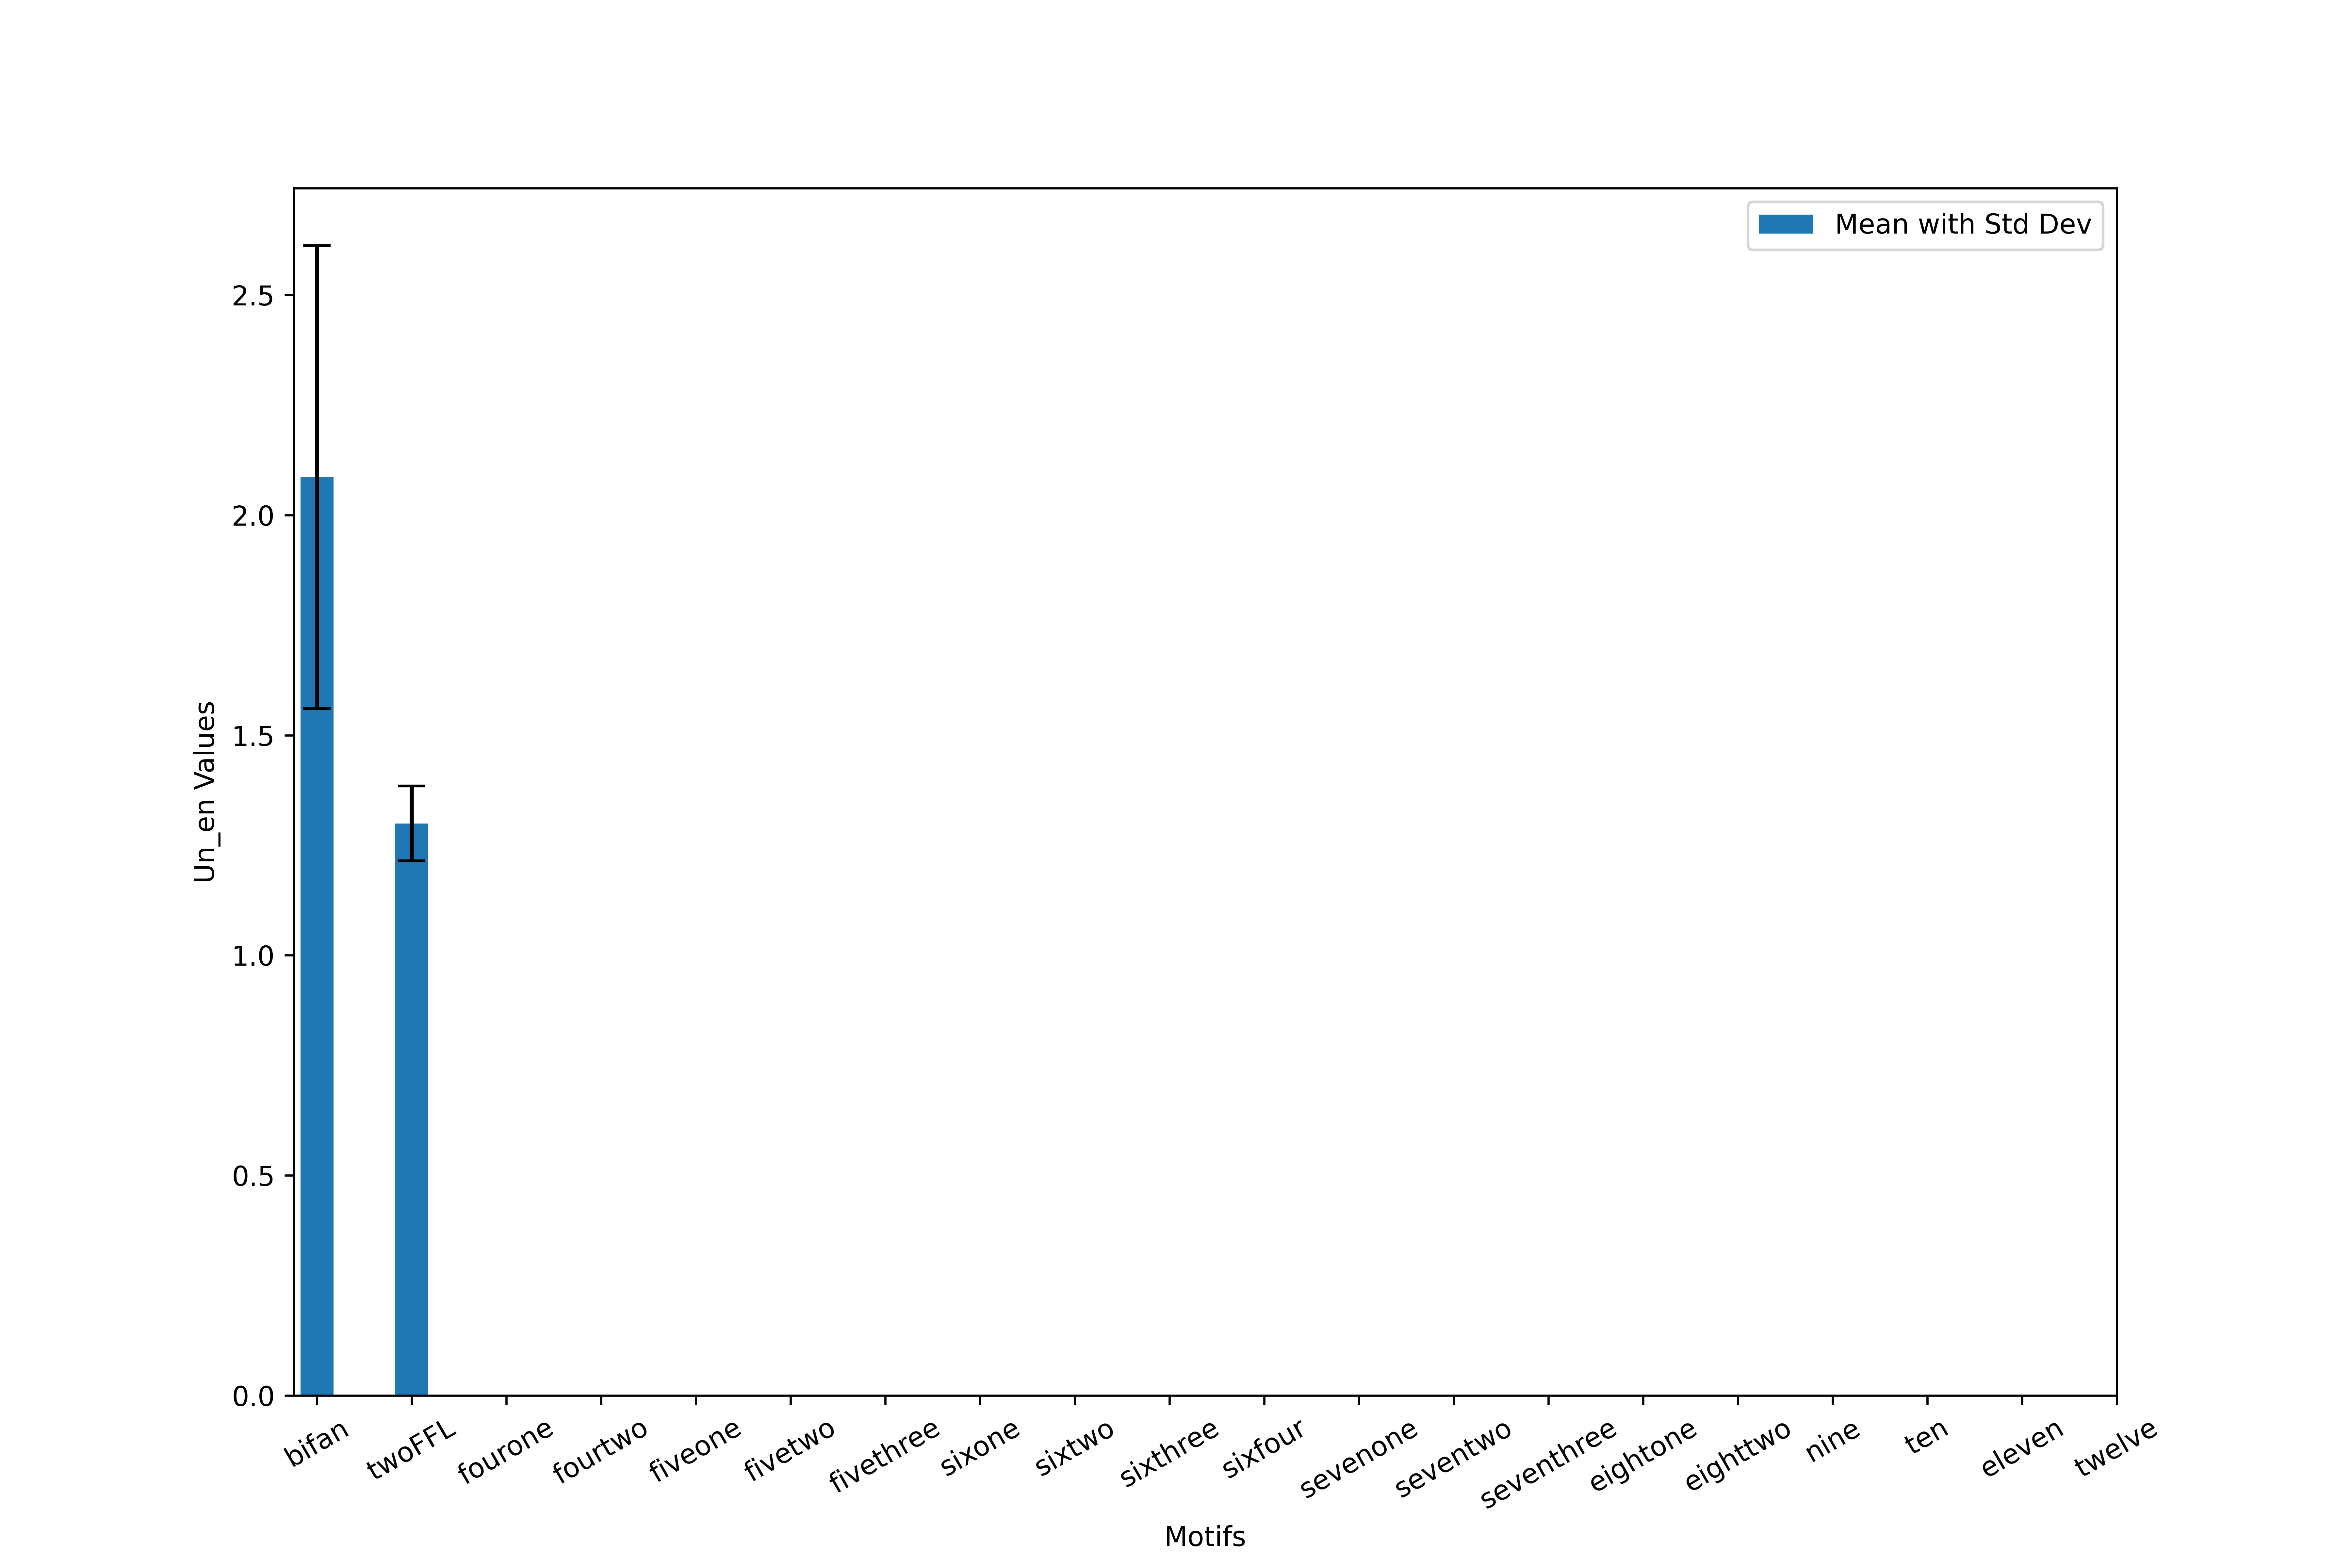 Mean with Std Dev
Un_en Values
2.5
2.0
1.5
1.0
0.5
0.0
bifan
twoFFL
fourone
fourtwo
fiveone
fivetwo
fivethree
sixone
sixtwo
sixthree
sixfour
sevenone
seventwo
seventhree
eightone
eighttwo
nine
ten
eleven
twelve
Motifs